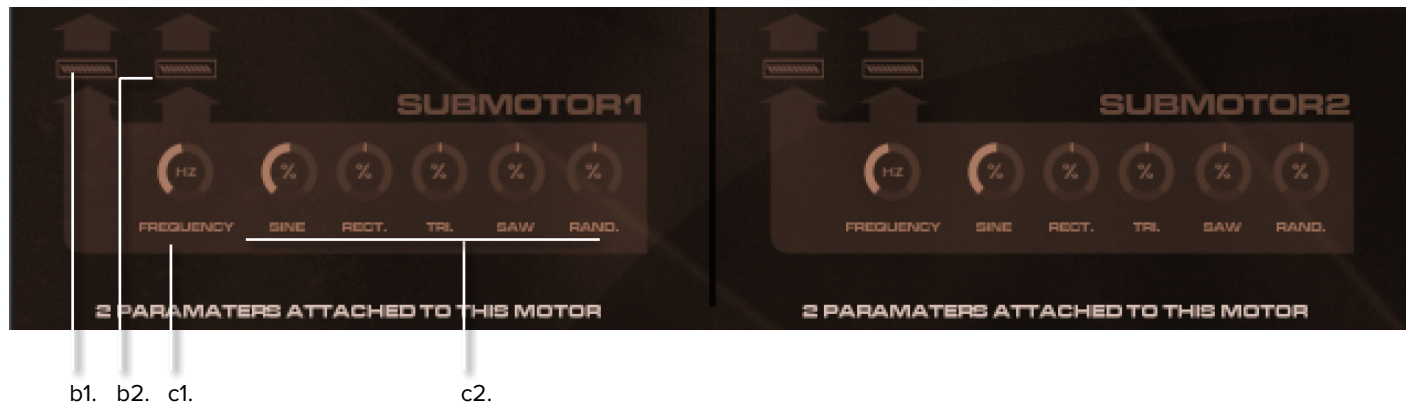 SUBMOTOR1
SUBMOTOR2
HZ % % % % %
HZ % % % % %
FREQUENCY SINE RECT. TRI. SAW RAND.
FREQUENCY SINE RECT. TRI. SAW RAND.
2 PARAMATERS ATTACHED TO THIS MOTOR
2 PARAMATERS ATTACHED TO THIS MOTOR
b1. b2. c1. c2.